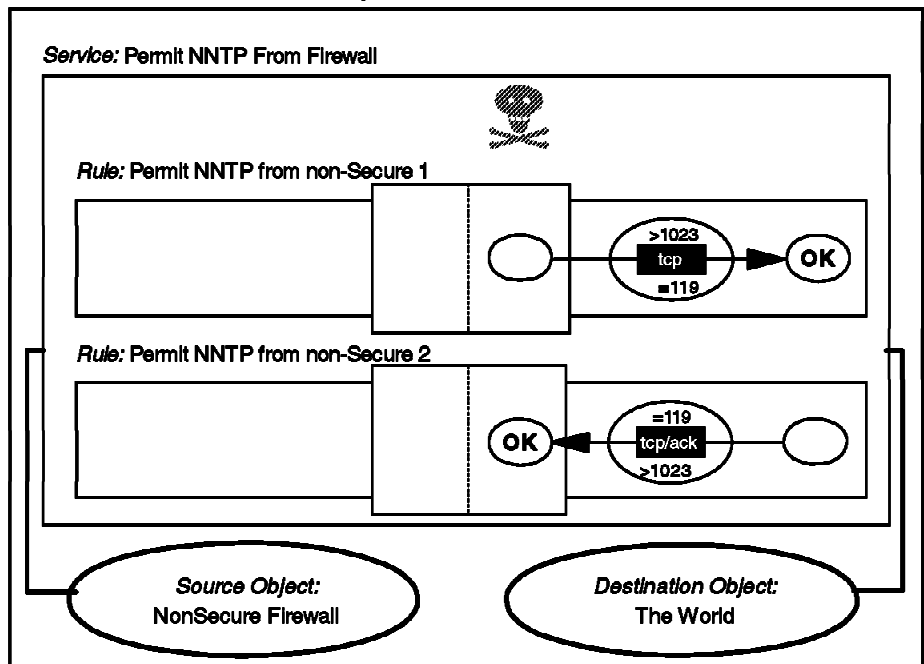 Service: Permit NNTP From Firewall
Rule: Permit NNTP from non-Secure 1
>1023
tcp
=119
OK
Rule: Permit NNTP from non-Secure 2
OK
=119
tcp/ack
>1023
Source Object:
NonSecure Firewall
Destination Object:
The World